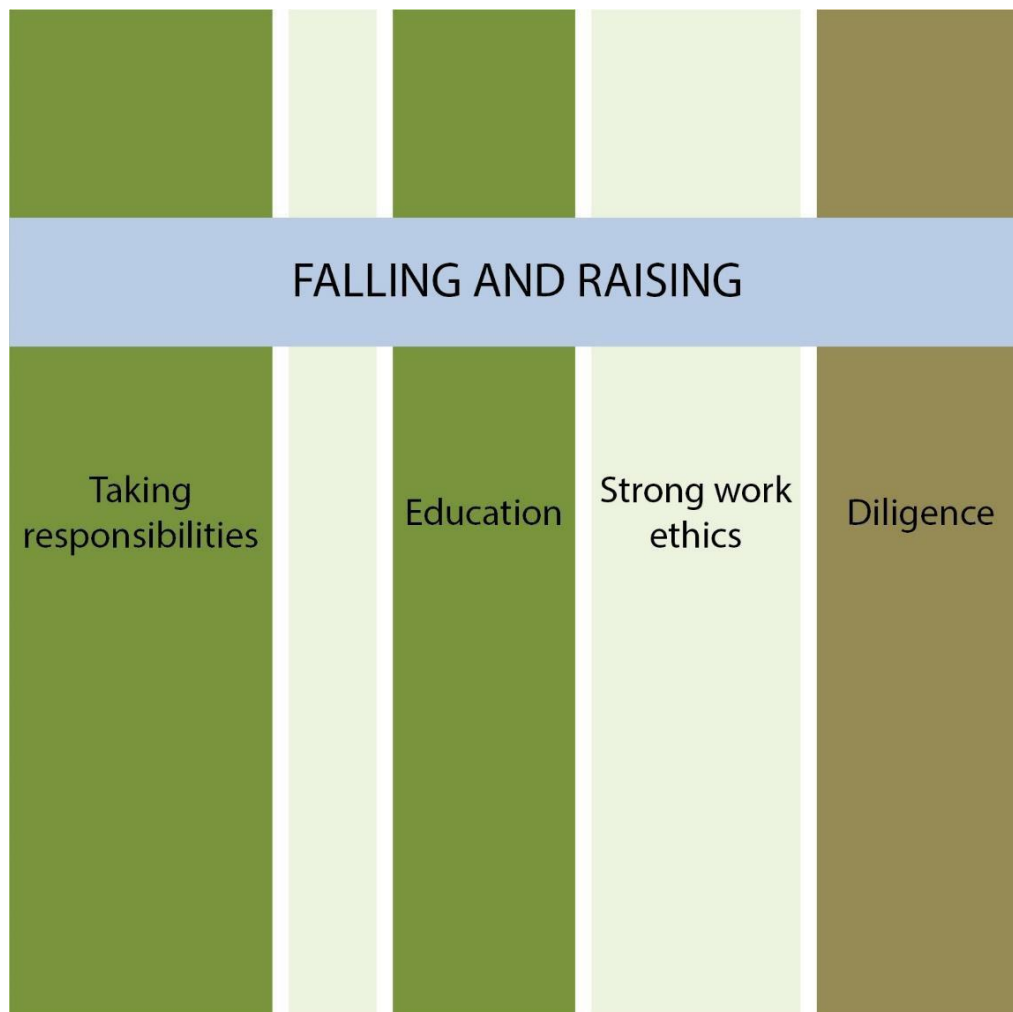 FALLING AND RAISING
Taking
responsibilities
Education
Strong work
ethics
Diligence